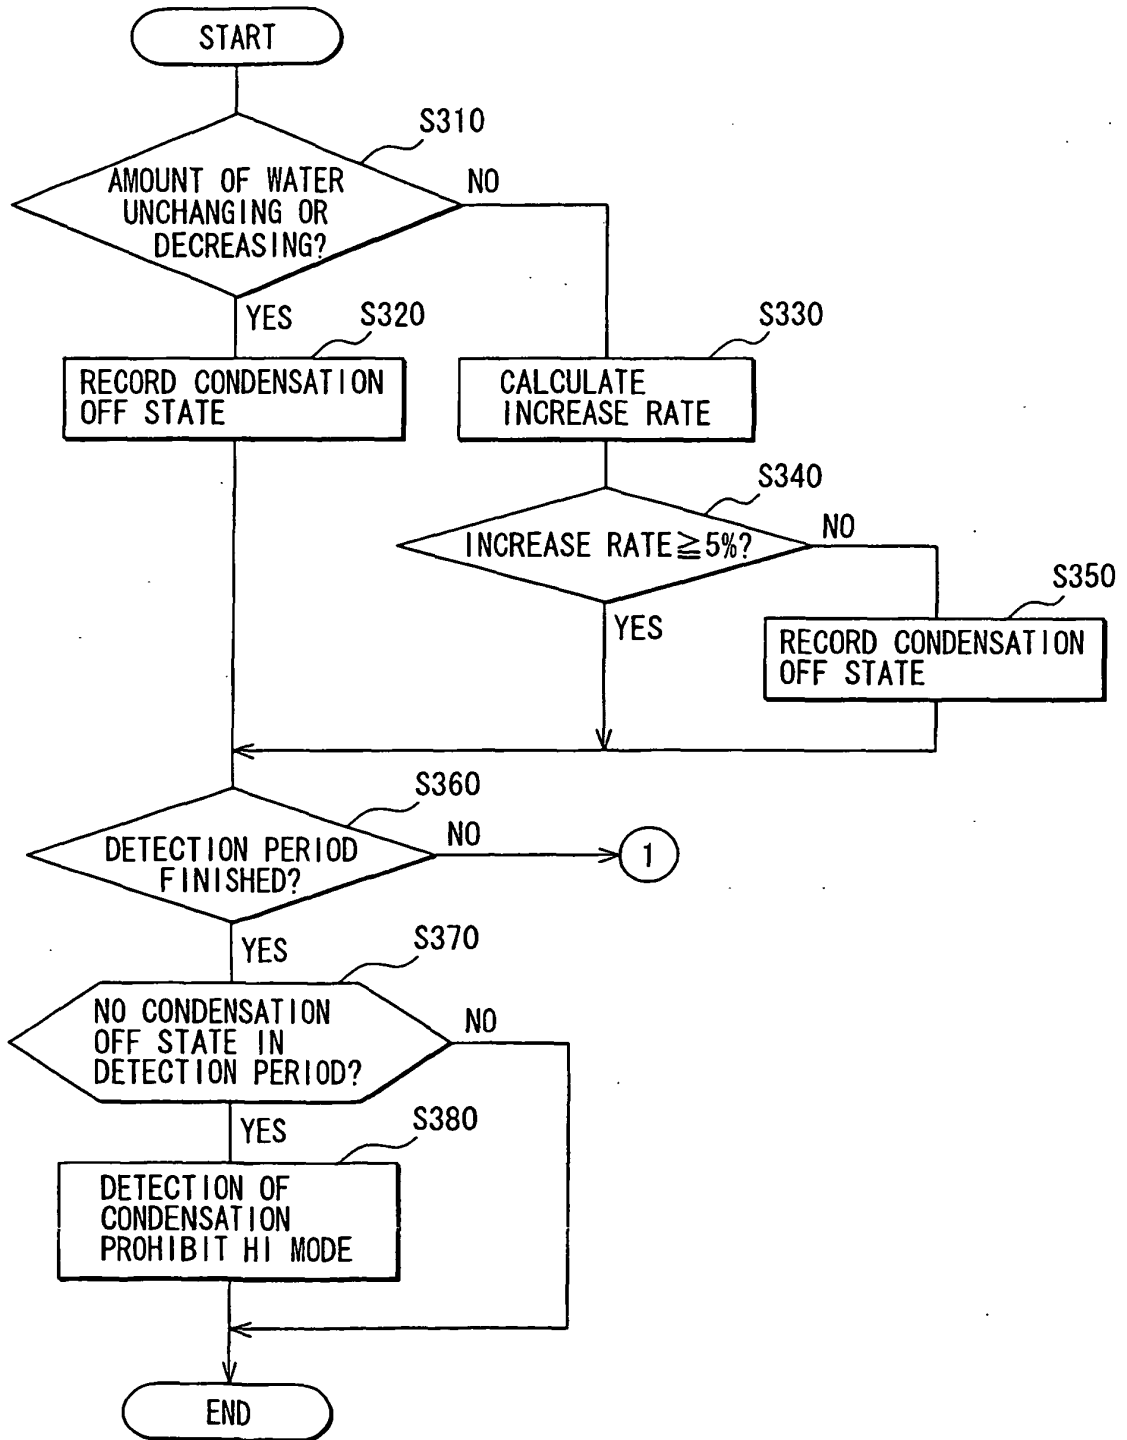 START
S310
AMOUNT OF WATER
UNCHANGING OR
DECREASING?
NO
YES
S320
RECORD CONDENSATION
OFF STATE
S330
CALCULATE
INCREASE RATE
S340
INCREASE RATE≧5%?
NO
YES
S350
RECORD CONDENSATION
OFF STATE
S360
DETECTION PERIOD
FINISHED?
NO
1
YES
S370
NO CONDENSATION
OFF STATE IN
DETECTION PERIOD?
NO
YES
S380
DETECTION OF
CONDENSATION
PROHIBIT HI MODE
END